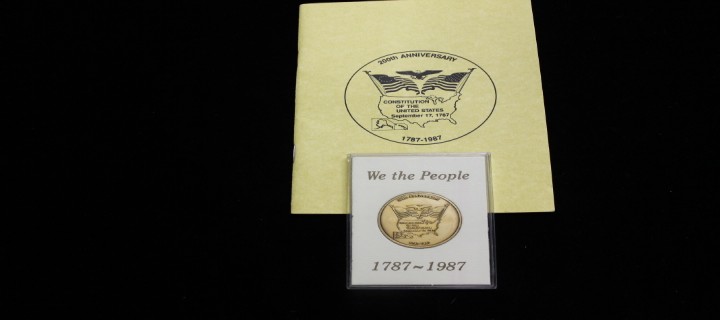 200th ANNIVERSARY
CONSTITUTION
OF THE
UNITED STATES
September 17, 1787
1787-1987
We the People
1787~1987